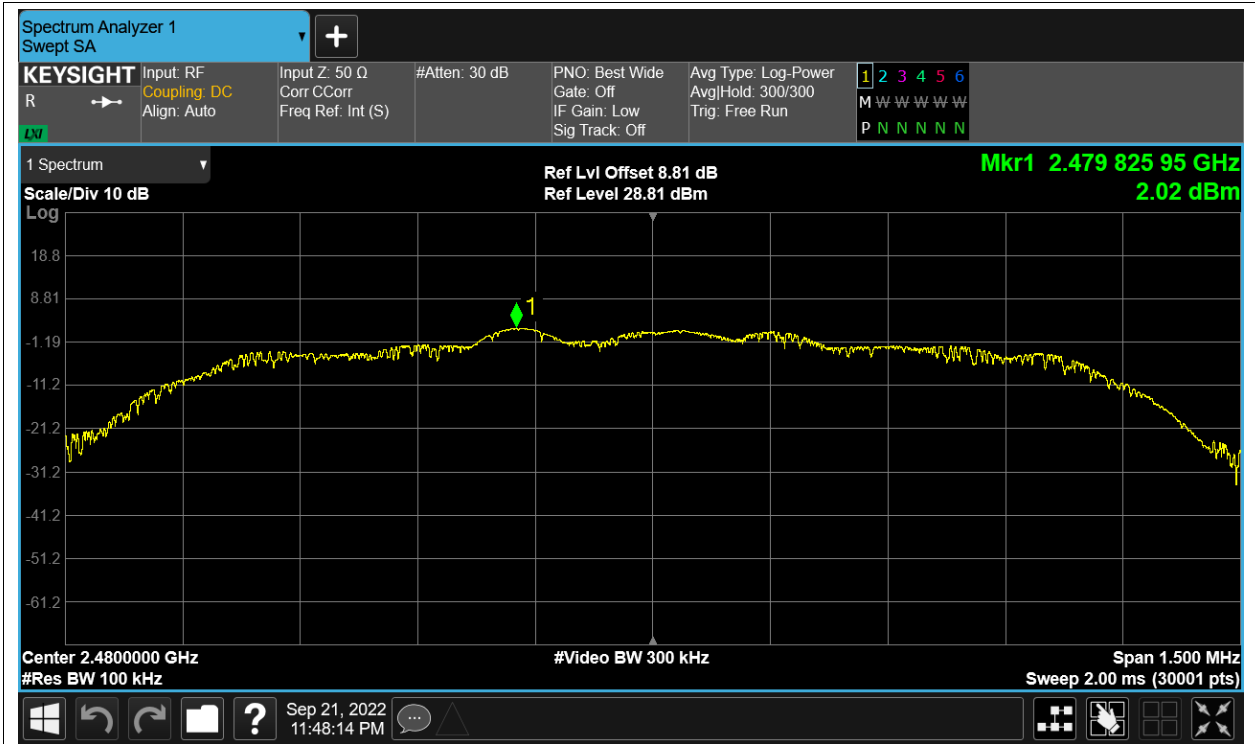 Spectrum Analyzer 1
Swept SA
KEYSIGHT
R
LXI
Input: RF
Coupling: DC
Align: Auto
Input Z: 50 Ω
Corr CCorr
Freq Ref: Int (S)
#Atten: 30 dB
PNO: Best Wide
Gate: Off
IF Gain: Low
Sig Track: Off
Avg Type: Log-Power
Avg|Hold: 300/300
Trig: Free Run
1 2 3 4 5 6
M W W W W W
P N N N N N
1 Spectrum
Scale/Div 10 dB
Ref Lvl Offset 8.81 dB
Ref Level 28.81 dBm
Mkr1 2.479 825 95 GHz
2.02 dBm
Log
18.8
8.81
-1.19
-11.2
-21.2
-31.2
-41.2
-51.2
-61.2
1
Center 2.4800000 GHz
#Res BW 100 kHz
#Video BW 300 kHz
Span 1.500 MHz
Sweep 2.00 ms (30001 pts)
?
Sep 21, 2022
11:48:14 PM